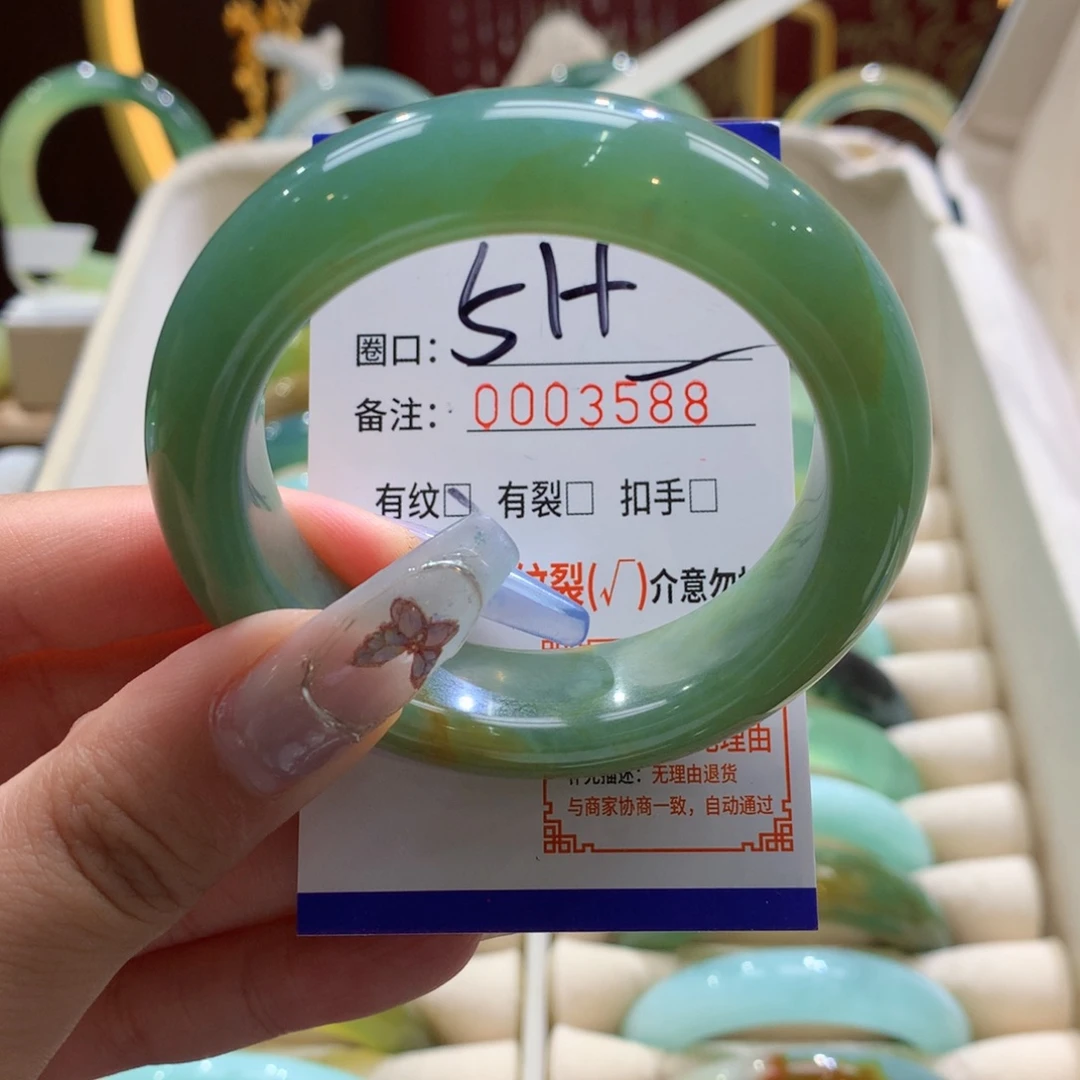 圈口: 5H
备注: 0003588
有纹☑ 有裂□ 扣手□
纹裂(√)介意勿
理由
无理由退货
与商家协商一致，自动通过